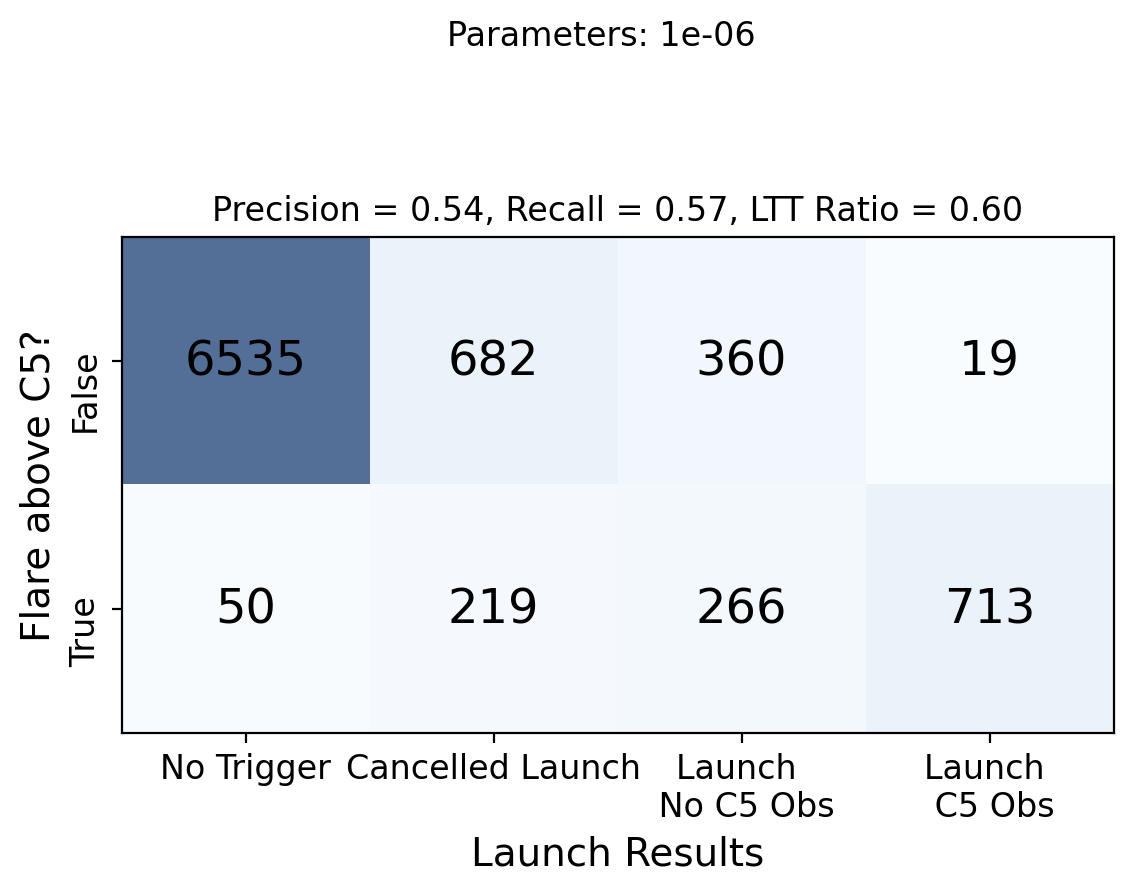 Parameters: 1e-06
Precision = 0.54, Recall = 0.57, LTT Ratio = 0.60
Flare above C5?
False
6535 682 360 19
True
50 219 266 713
No Trigger Cancelled Launch Launch Launch
No C5 Obs C5 Obs
Launch Results